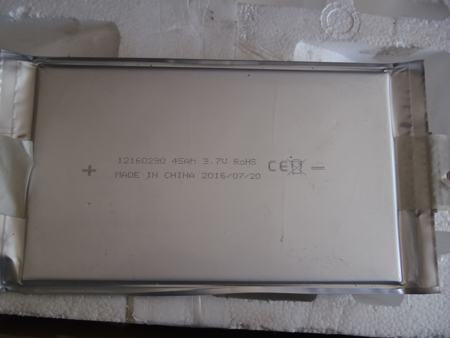 12160290 45AH 3.7V RoHS CE
+ −
MADE IN CHINA 2016/07/20